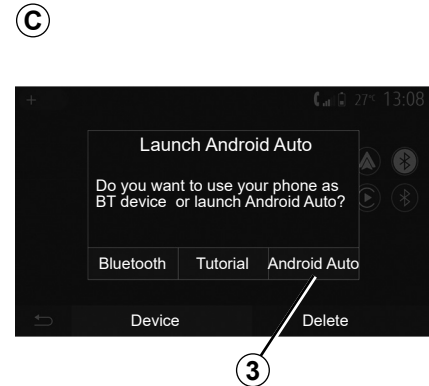 C
+ 27°C 13:08
Launch Android Auto
Do you want to use your phone as
BT device or launch Android Auto?
Bluetooth Tutorial Android Auto
Device Delete
3